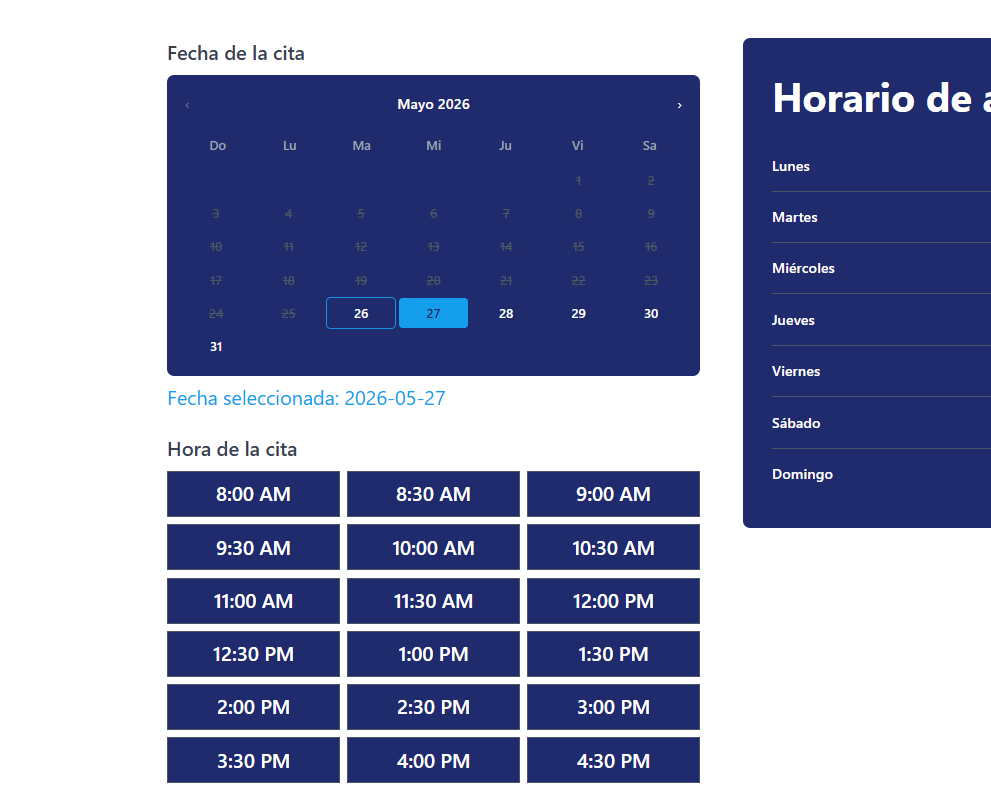 Fecha de la cita
‹ Mayo 2026 ›
Do Lu Ma Mi Ju Vi Sa
1 2
3 4 5 6 7 8 9
10 11 12 13 14 15 16
17 18 19 20 21 22 23
24 25 26 27 28 29 30
31
Fecha seleccionada: 2026-05-27
Hora de la cita
8:00 AM 8:30 AM 9:00 AM
9:30 AM 10:00 AM 10:30 AM
11:00 AM 11:30 AM 12:00 PM
12:30 PM 1:00 PM 1:30 PM
2:00 PM 2:30 PM 3:00 PM
3:30 PM 4:00 PM 4:30 PM
Horario de a
Lunes
Martes
Miércoles
Jueves
Viernes
Sábado
Domingo